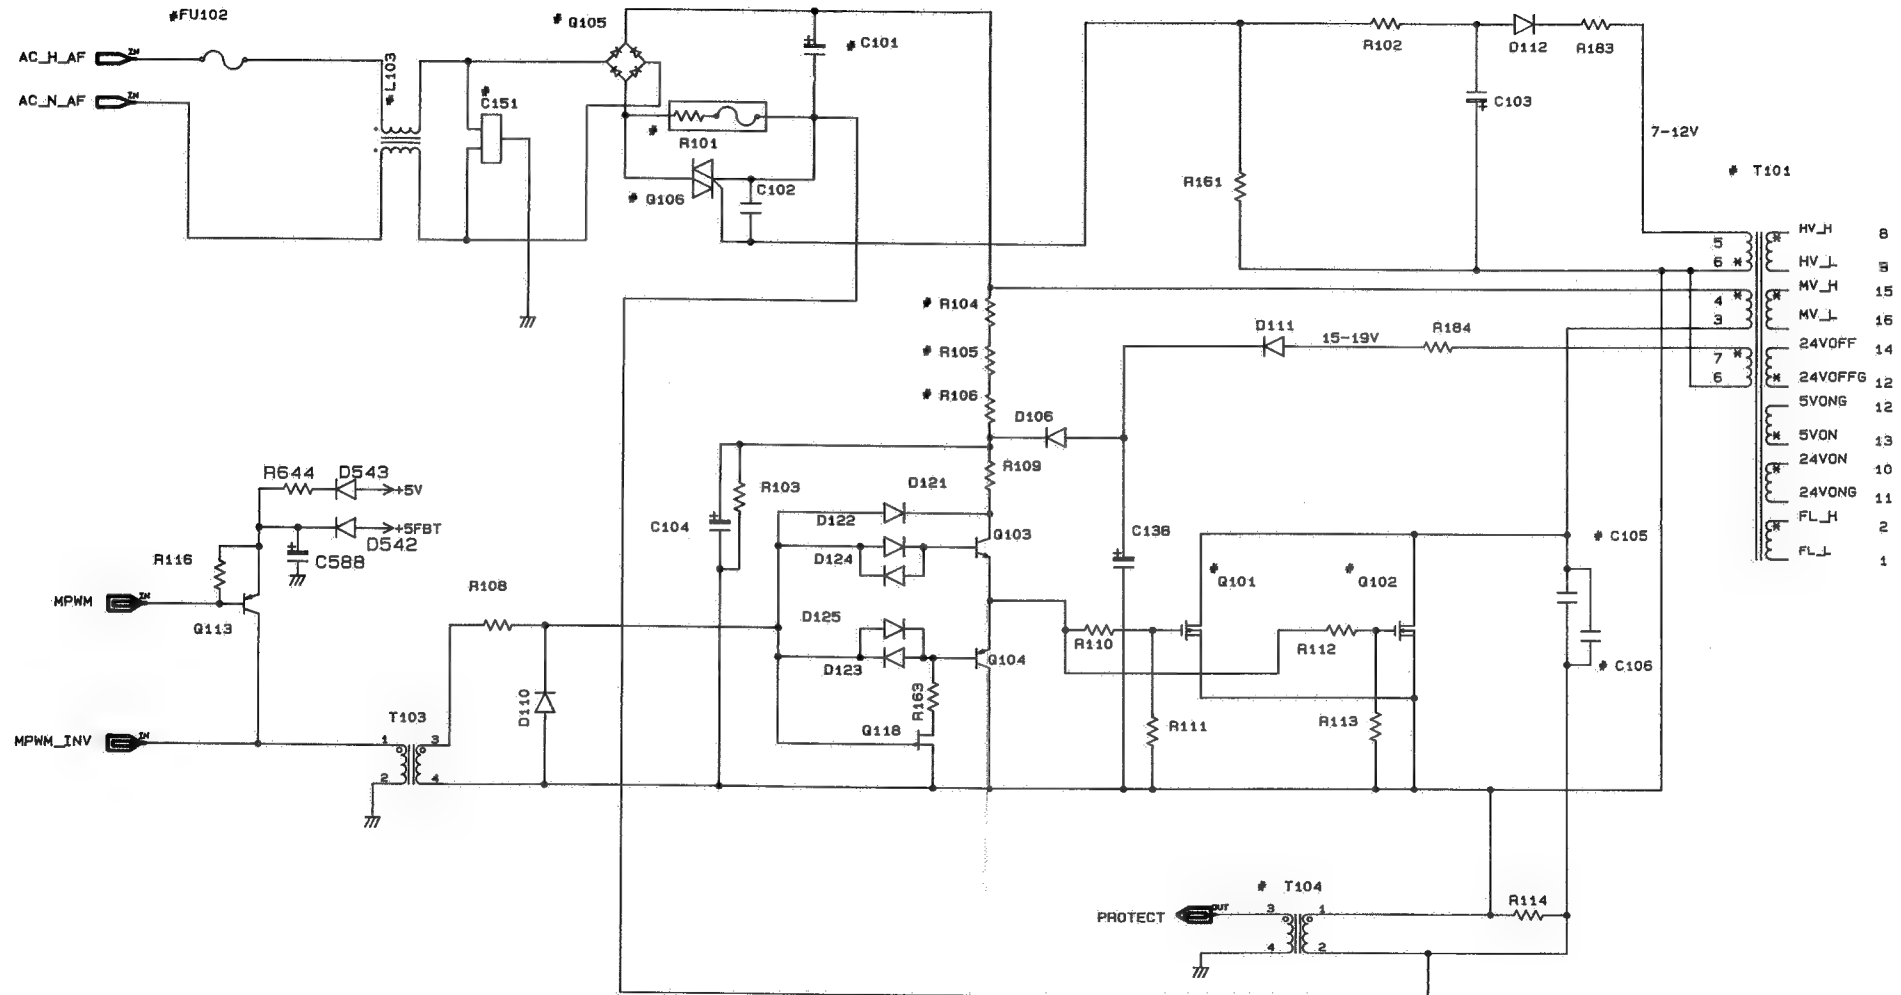 #FU102
# Q105
# C101
R102
D112
R183
AC_H_AF IN
# L103
AC_N_AF IN
# C151
C103
# R101
7-12V
# T101
R161
# Q106
C102
HV_H 8
5
6 *
HV_L 9
MV_H 15
# R104
4 *
3
MV_L 16
D111
15-19V
R184
24VOFF 14
# R105
7 *
6
24VOFFG 12
# R106
5VONG 12
D106
5VON 13
24VON 10
R109
R644
D543
+5V
R103
D121
24VONG 11
C104
D122
C138
FL_H 2
+5FBT
D542
Q103
# C105
FL_L 1
R116
C588
D124
# Q101
# Q102
R108
MPWM IN
Q113
D125
R110
R112
D123
Q104
# C106
D110
R163
T103
Q118
R111
R113
MPWM_INV IN
1 3
2 4
# T104
R114
PROTECT OUT
3 1
4 2